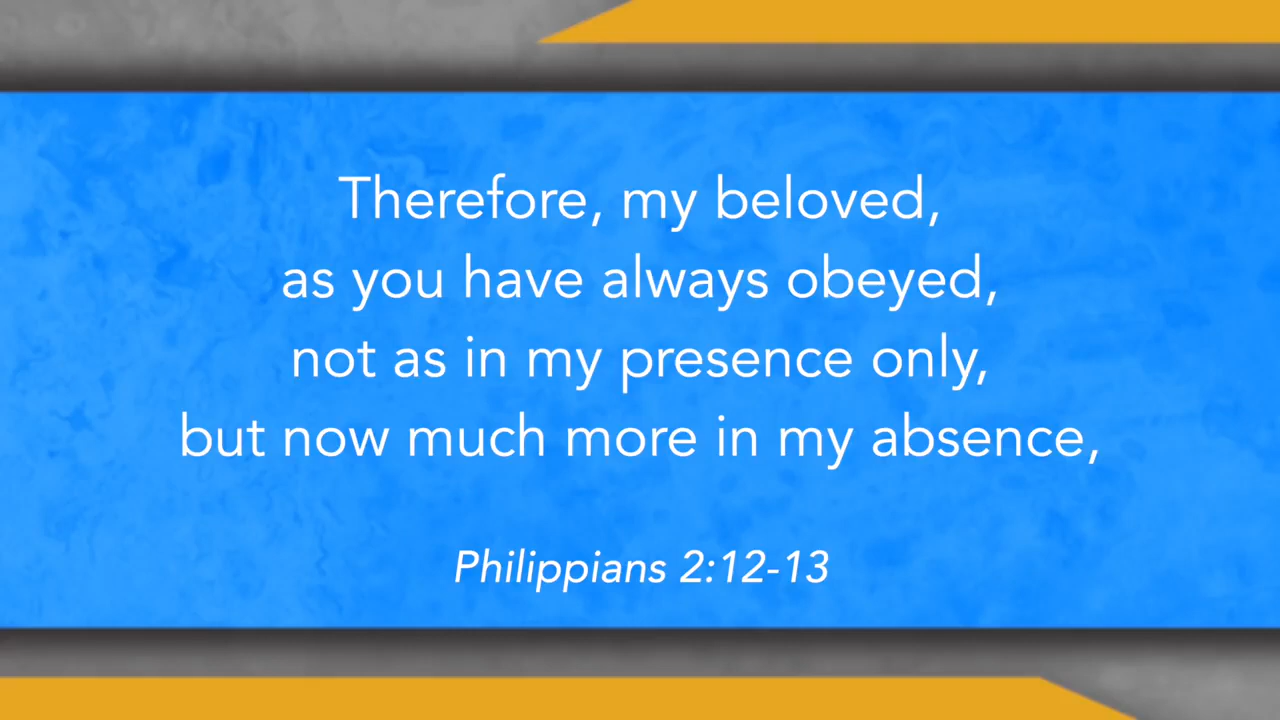 Therefore, my beloved,
as you have always obeyed,
not as in my presence only,
but now much more in my absence,
Philippians 2:12-13